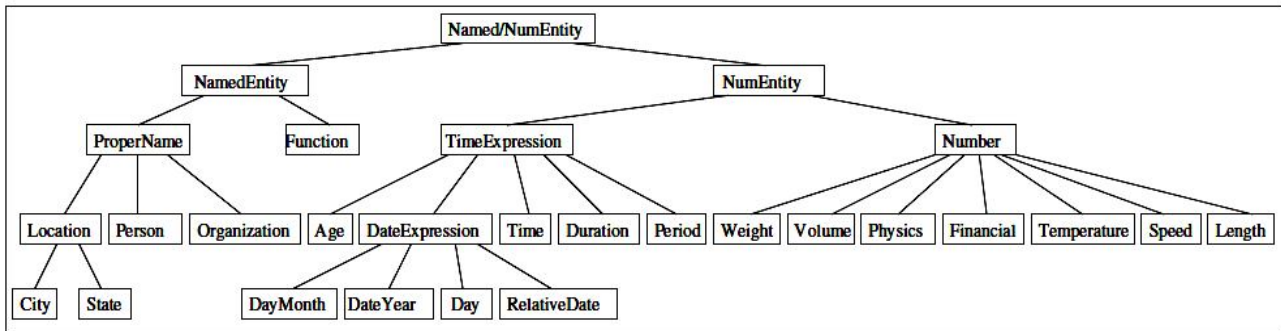 Named/NumEntity
NamedEntity NumEntity
ProperName Function TimeExpression Number
Location Person Organization Age DateExpression Time Duration Period Weight Volume Physics Financial Temperature Speed Length
City State DayMonth DateYear Day RelativeDate